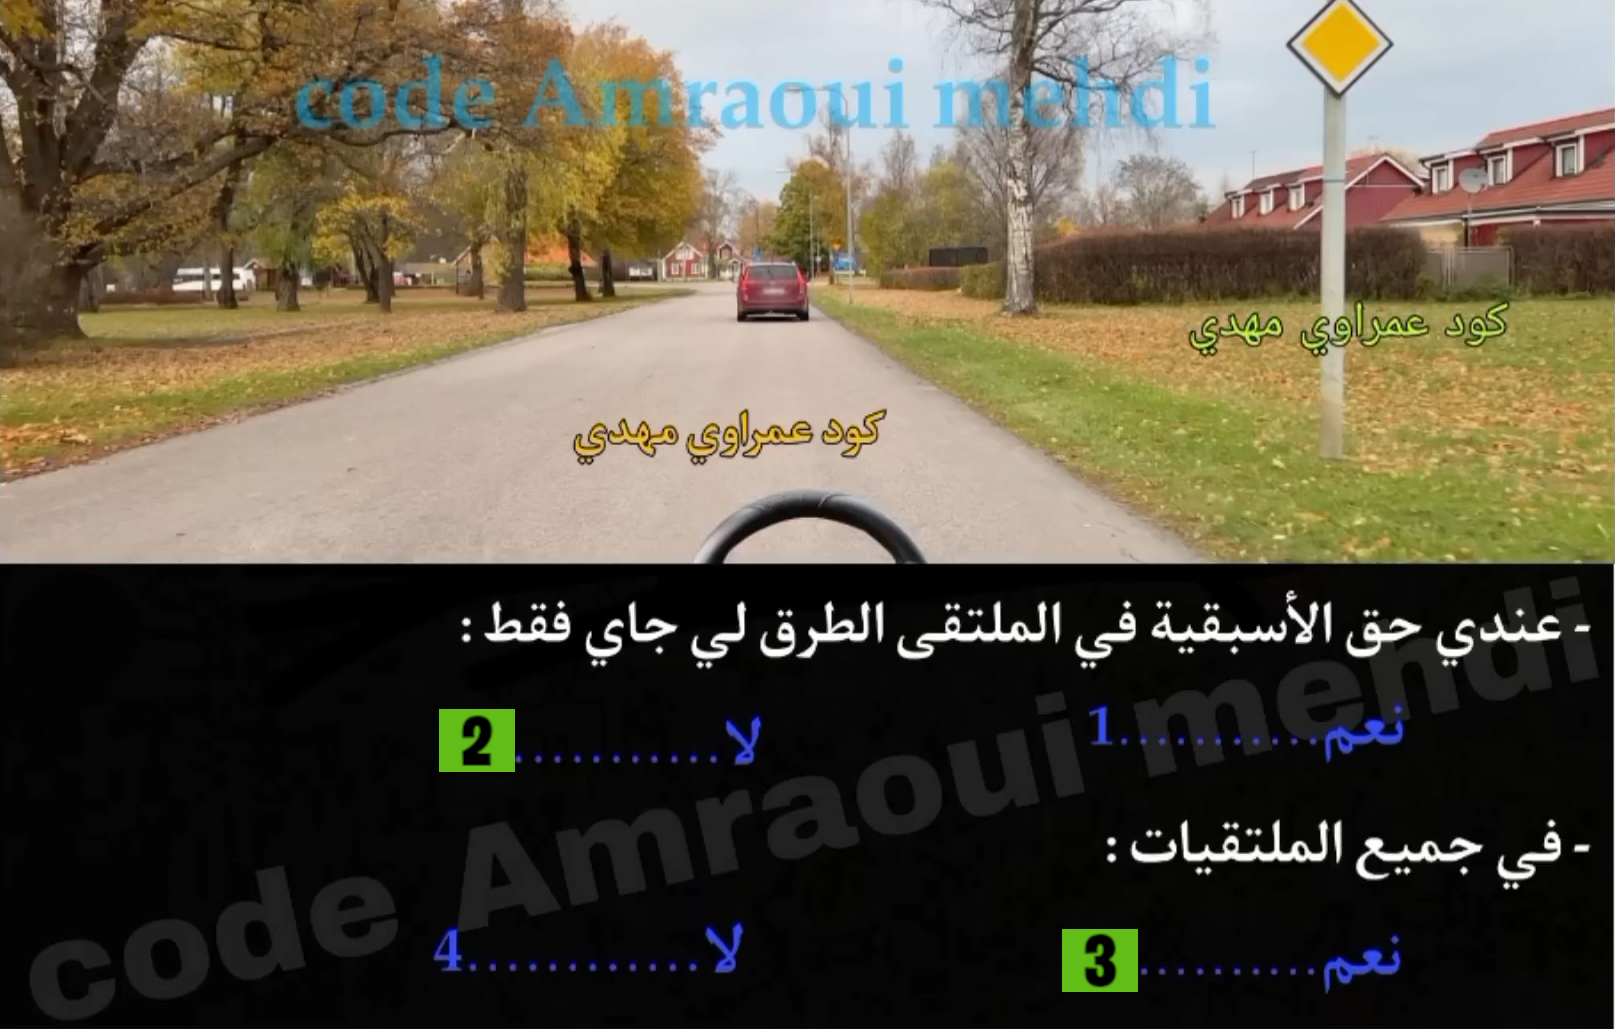 code Amraoui mehdi
كود عمراوي مهدي
كود عمراوي مهدي
- عندي حق الأسبقية في الملتقى الطرق لي جاي فقط :
نعم..........1 لا...........2
- في جميع الملتقيات :
نعم..........3 لا............4
code Amraoui mehdi